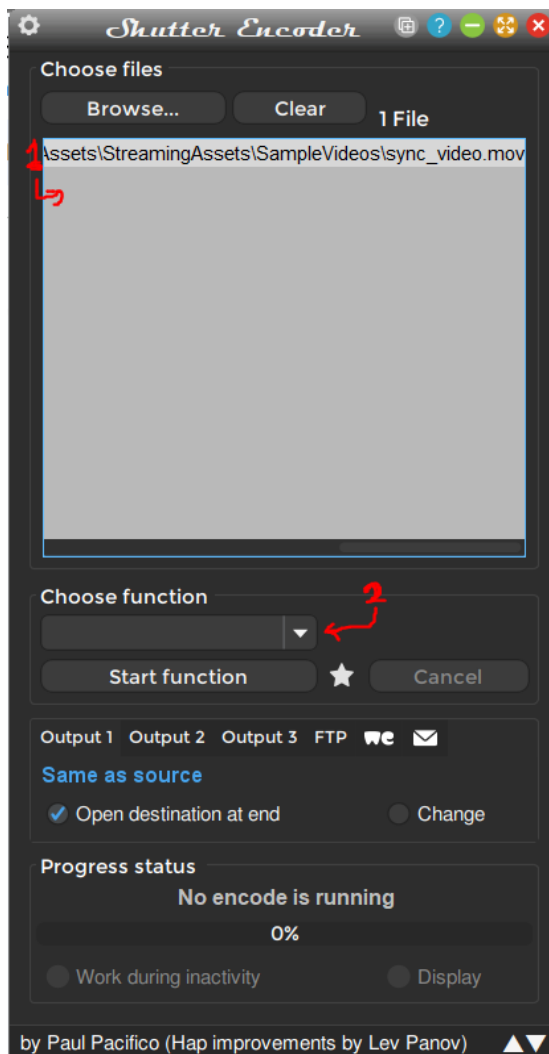 Shutter Encoder
?
Choose files
Browse... Clear 1 File
1 Assets\StreamingAssets\SampleVideos\sync_video.mov
Choose function
2
Start function Cancel
Output 1 Output 2 Output 3 FTP we
Same as source
Open destination at end Change
Progress status
No encode is running
0%
Work during inactivity Display
by Paul Pacifico (Hap improvements by Lev Panov)